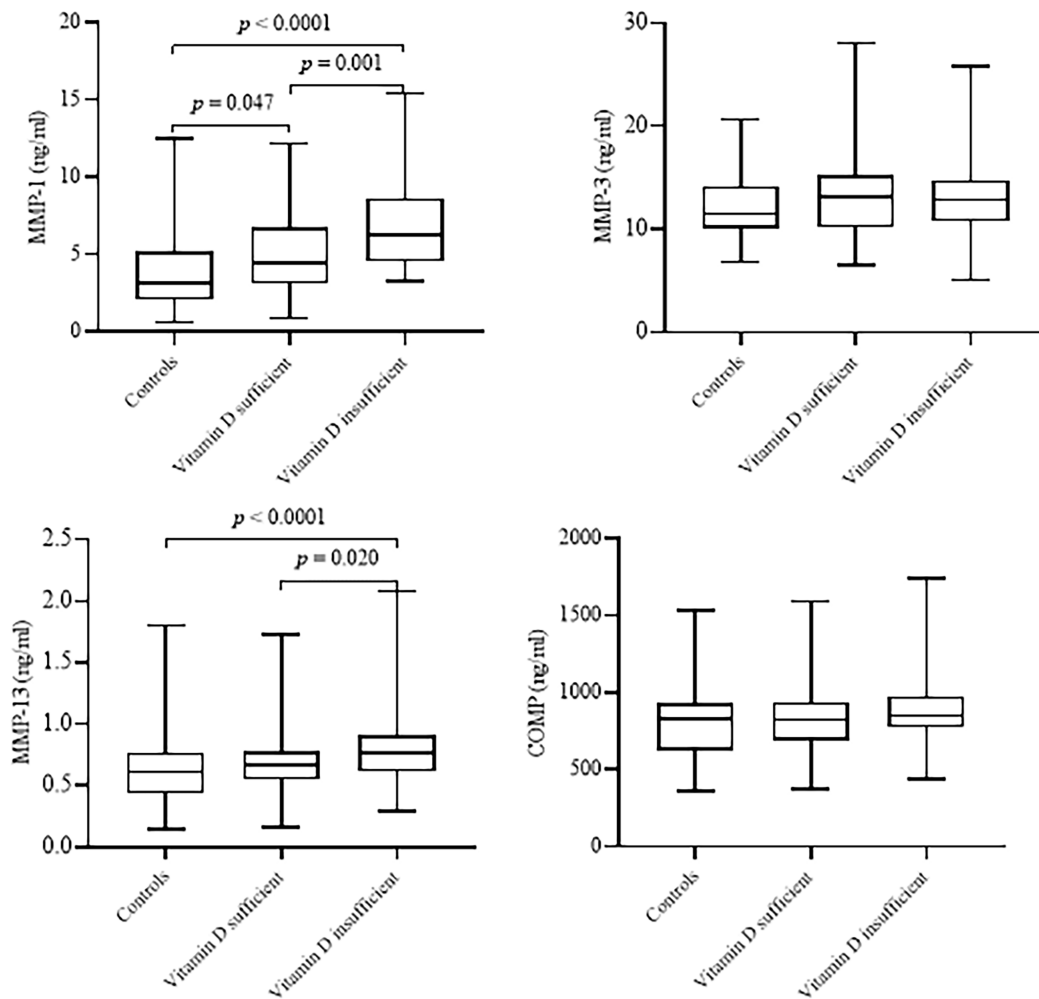 20
15
10
5
0
MMP-1 (ng/ml)
p < 0.0001
p = 0.001
p = 0.047
Controls
Vitamin D sufficient
Vitamin D insufficient
30
20
10
0
MMP-3 (ng/ml)
Controls
Vitamin D sufficient
Vitamin D insufficient
2.5
2.0
1.5
1.0
0.5
0.0
MMP-13 (ng/ml)
p < 0.0001
p = 0.020
Controls
Vitamin D sufficient
Vitamin D insufficient
2000
1500
1000
500
0
COMP (ng/ml)
Controls
Vitamin D sufficient
Vitamin D insufficient